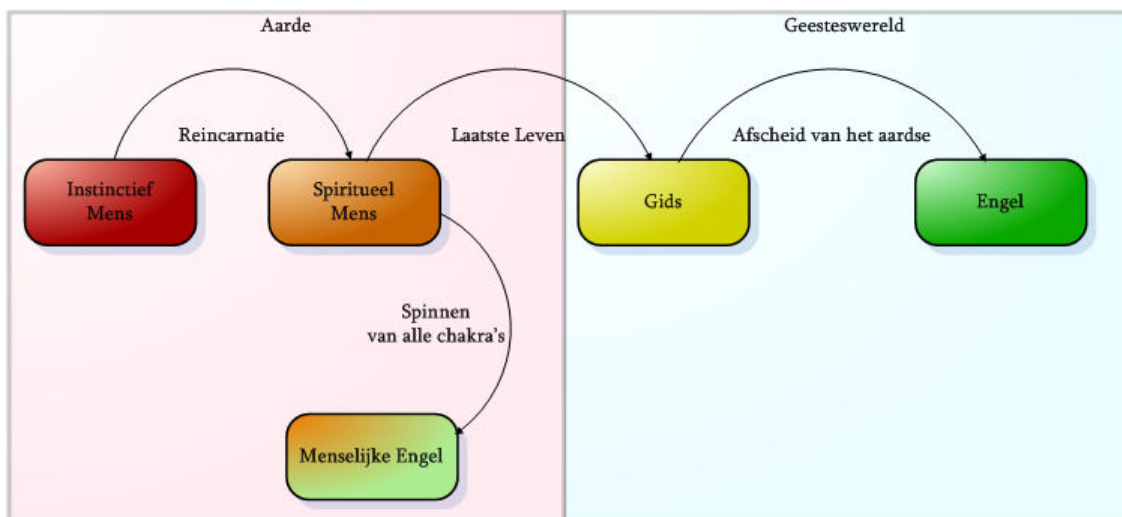 Aarde
Geesteswereld
Reincarnatie
Laatste Leven
Afscheid van het aardse
Instinctief
Mens
Spiritueel
Mens
Gids
Engel
Spinnen
van alle chakra's
Menselijke Engel